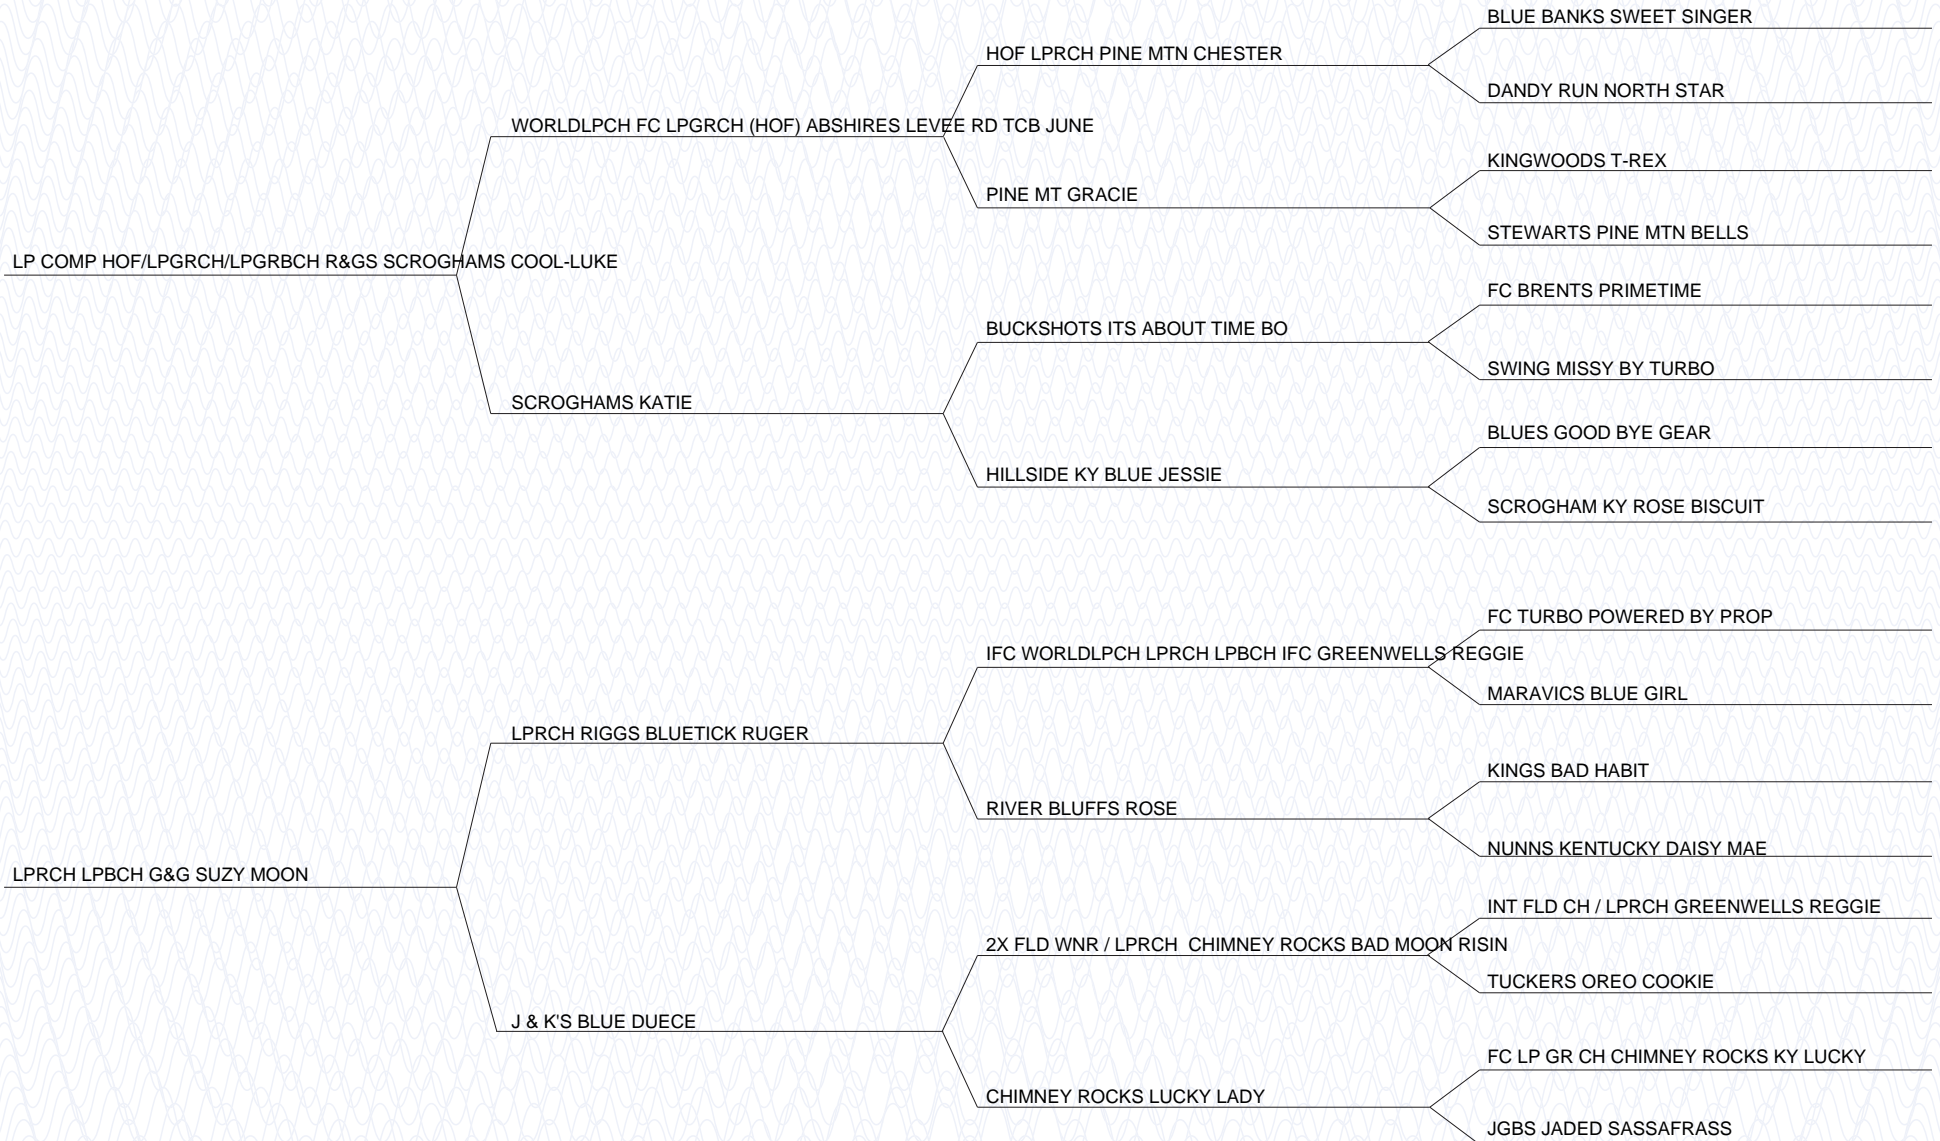 BLUE BANKS SWEET SINGER
HOF LPRCH PINE MTN CHESTER
DANDY RUN NORTH STAR
WORLDLPCH FC LPGRCH (HOF) ABSHIRES LEVEE RD TCB JUNE
KINGWOODS T-REX
PINE MT GRACIE
STEWARTS PINE MTN BELLS
LP COMP HOF/LPGRCH/LPGRBCH R&GS SCROGHAMS COOL-LUKE
FC BRENTS PRIMETIME
BUCKSHOTS ITS ABOUT TIME BO
SWING MISSY BY TURBO
SCROGHAMS KATIE
BLUES GOOD BYE GEAR
HILLSIDE KY BLUE JESSIE
SCROGHAM KY ROSE BISCUIT
FC TURBO POWERED BY PROP
IFC WORLDLPCH LPRCH LPBCH IFC GREENWELLS REGGIE
MARAVICS BLUE GIRL
LPRCH RIGGS BLUETICK RUGER
KINGS BAD HABIT
RIVER BLUFFS ROSE
NUNNS KENTUCKY DAISY MAE
LPRCH LPBCH G&G SUZY MOON
INT FLD CH / LPRCH GREENWELLS REGGIE
2X FLD WNR / LPRCH  CHIMNEY ROCKS BAD MOON RISIN
TUCKERS OREO COOKIE
J & K'S BLUE DUECE
FC LP GR CH CHIMNEY ROCKS KY LUCKY
CHIMNEY ROCKS LUCKY LADY
JGBS JADED SASSAFRASS